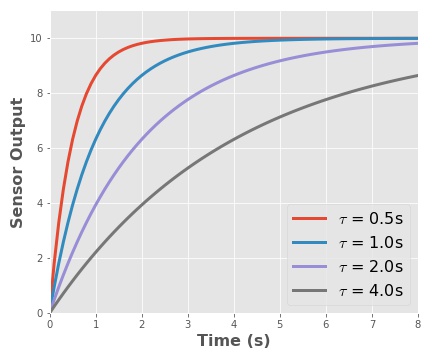 10
8
6
4
2
0
Sensor Output
τ = 0.5s
τ = 1.0s
τ = 2.0s
τ = 4.0s
0 1 2 3 4 5 6 7 8
Time (s)